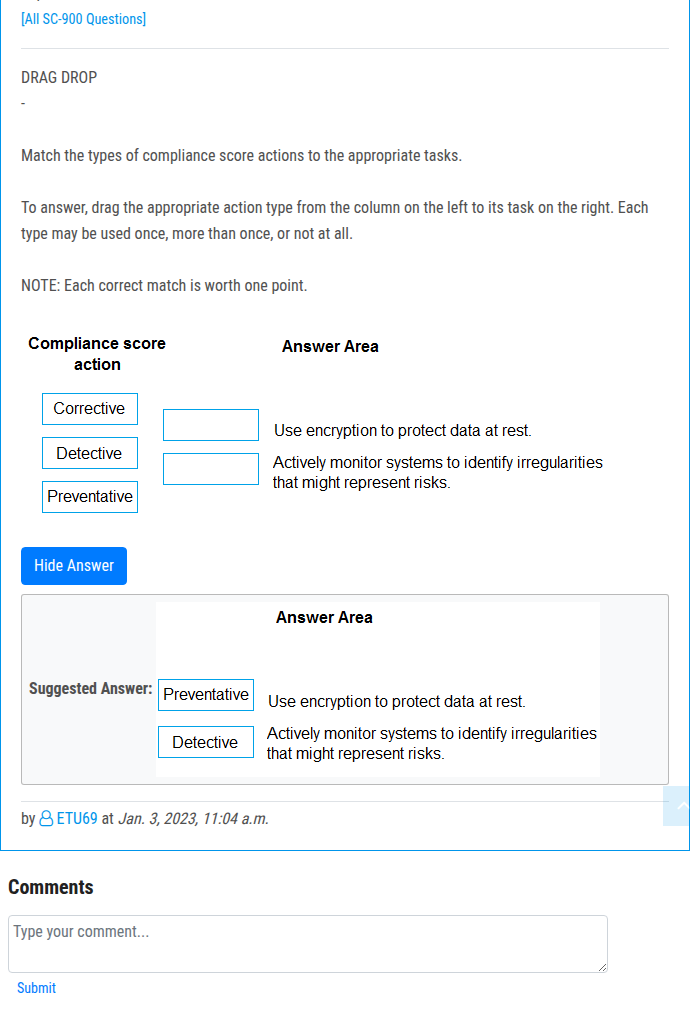 [All SC-900 Questions]
DRAG DROP
-
Match the types of compliance score actions to the appropriate tasks.
To answer, drag the appropriate action type from the column on the left to its task on the right. Each
type may be used once, more than once, or not at all.
NOTE: Each correct match is worth one point.
Compliance score
action
Answer Area
Corrective
Detective
Preventative
Use encryption to protect data at rest.
Actively monitor systems to identify irregularities
that might represent risks.
Hide Answer
Suggested Answer:
Answer Area
Preventative
Use encryption to protect data at rest.
Detective
Actively monitor systems to identify irregularities
that might represent risks.
by ETU69 at Jan. 3, 2023, 11:04 a.m.
Comments
Type your comment...
Submit